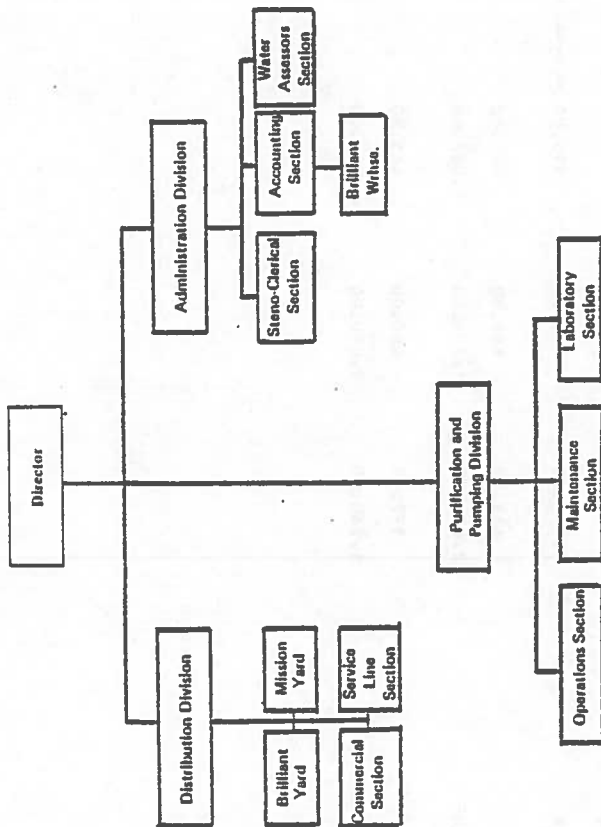 Director
Distribution Division
Administration Division
Brilliant
Yard
Mission
Yard
Commercial
Section
Service
Line
Section
Steno-Clerical
Section
Accounting
Section
Water
Assessors
Section
Brilliant
Wrhse.
Purification and
Pumping Division
Operations Section
Maintenance
Section
Laboratory
Section